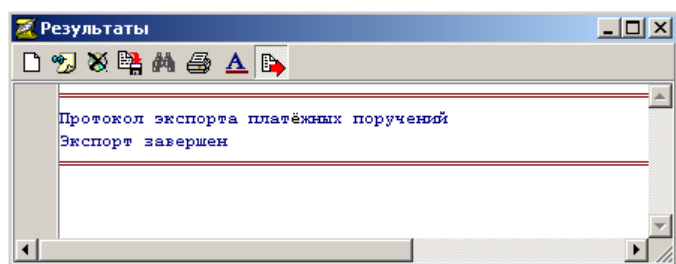 Результаты
Протокол экспорта платёжных поручений
Экспорт завершен